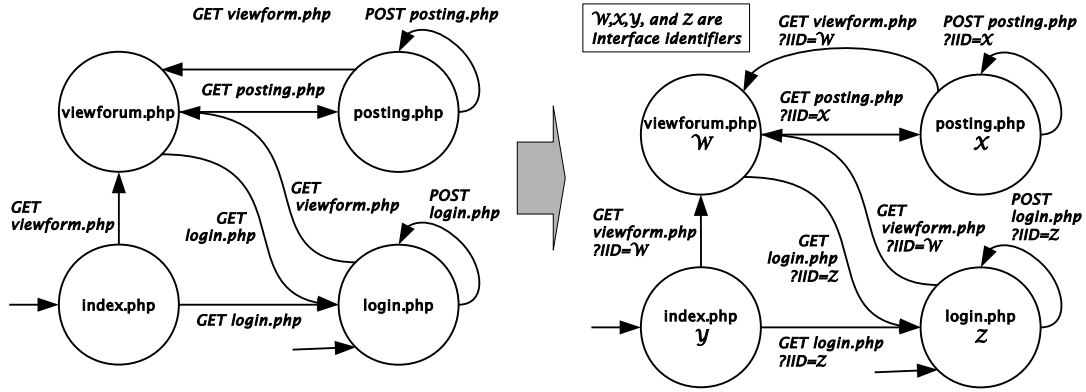 GET viewform.php
POST posting.php
GET posting.php
viewforum.php
posting.php
GET
viewform.php
GET
login.php
GET
viewform.php
POST
login.php
index.php
login.php
GET login.php
W,X,Y, and Z are
Interface identifiers
GET viewform.php
?IID=W
POST posting.php
?IID=X
GET posting.php
?IID=X
viewforum.php
W
posting.php
X
GET
viewform.php
?IID=W
GET
login.php
?IID=Z
GET
viewform.php
?IID=W
POST
login.php
?IID=Z
index.php
Y
login.php
Z
GET login.php
?IID=Z